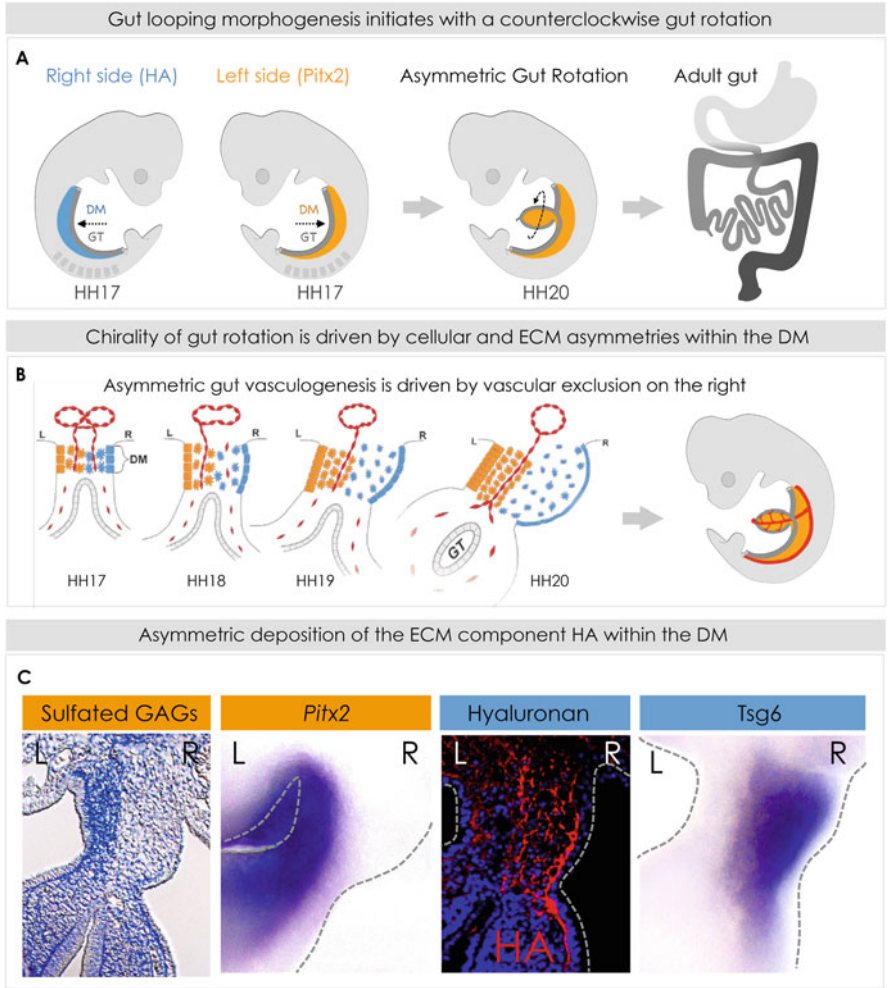 Gut looping morphogenesis initiates with a counterclockwise gut rotation
A
Right side (HA) Left side (Pitx2) Asymmetric Gut Rotation Adult gut
DM DM
GT GT
HH17 HH17 HH20
Chirality of gut rotation is driven by cellular and ECM asymmetries within the DM
B
Asymmetric gut vasculogenesis is driven by vascular exclusion on the right
L R L R L R L R
DM
GT
HH17 HH18 HH19 HH20
Asymmetric deposition of the ECM component HA within the DM
C
Sulfated GAGs Pitx2 Hyaluronan Tsg6
L R L R L R L R
HA